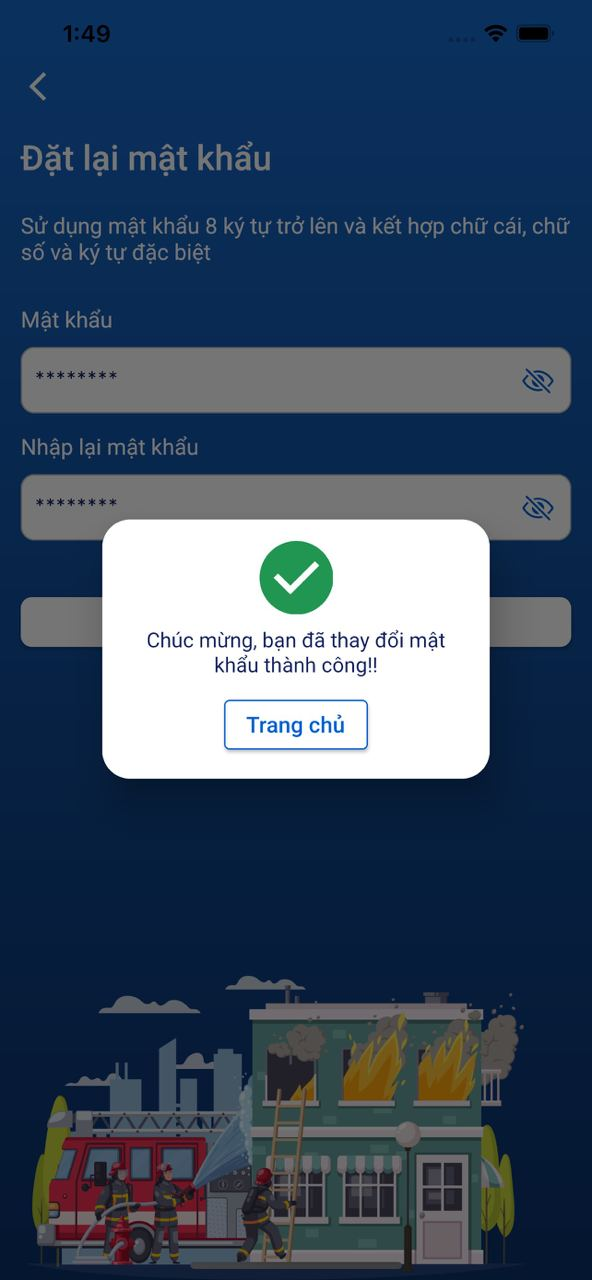 1:49
Đặt lại mật khẩu
Sử dụng mật khẩu 8 ký tự trở lên và kết hợp chữ cái, chữ
số và ký tự đặc biệt
Mật khẩu
********
Nhập lại mật khẩu
********
Chúc mừng, bạn đã thay đổi mật
khẩu thành công!!
Trang chủ